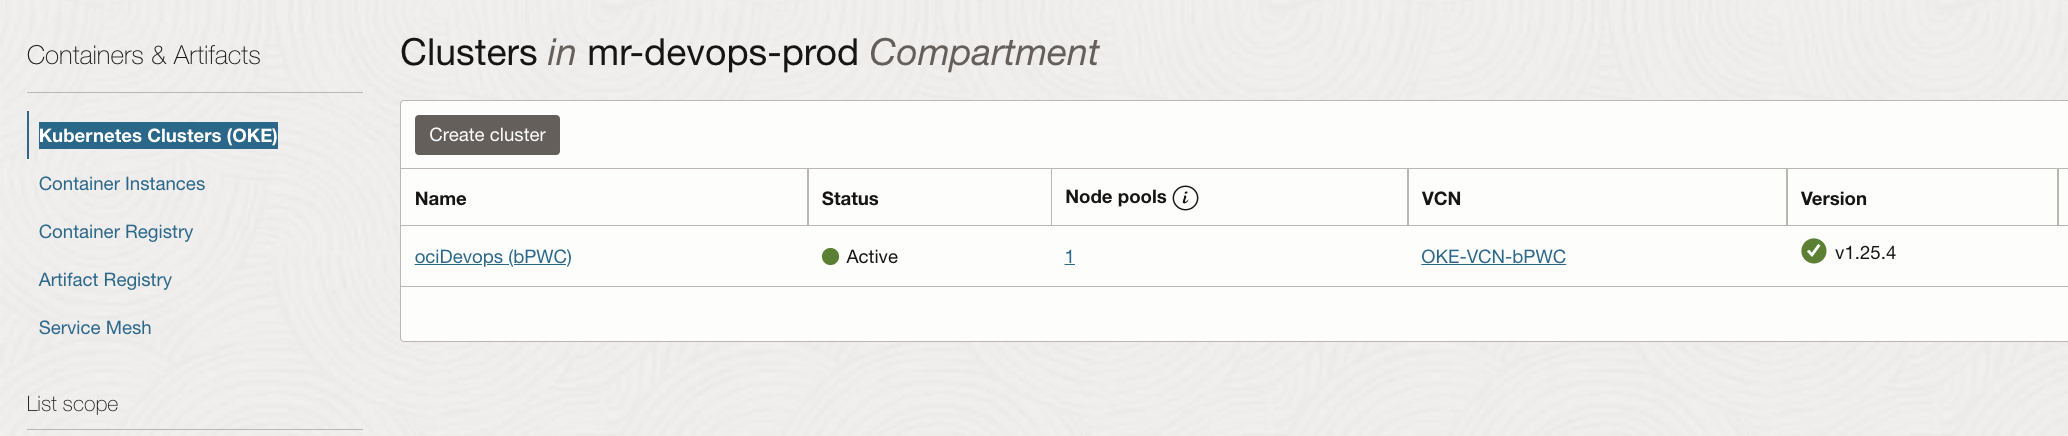 Containers & Artifacts
Kubernetes Clusters (OKE)
Container Instances
Container Registry
Artifact Registry
Service Mesh
List scope
Clusters in mr-devops-prod Compartment
Create cluster
Name Status Node pools i VCN Version
ociDevops (bPWC) Active 1 OKE-VCN-bPWC v1.25.4